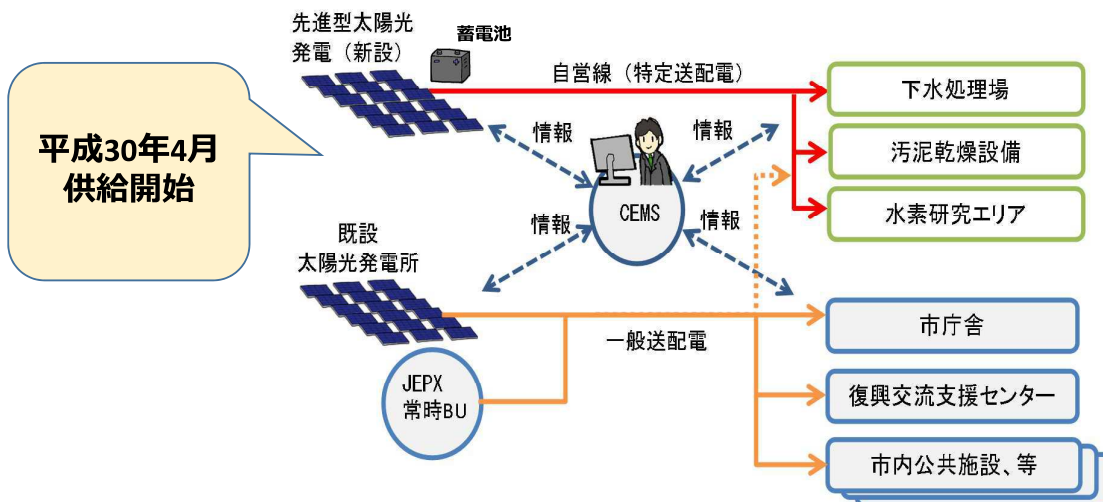 先進型太陽光
発電（新設）
蓄電池
自営線（特定送配電）
下水処理場
平成30年4月
供給開始
情報
情報
汚泥乾燥設備
CEMS
水素研究エリア
情報
情報
既設
太陽光発電所
市庁舎
一般送配電
JEPX
常時BU
復興交流支援センター
市内公共施設、等